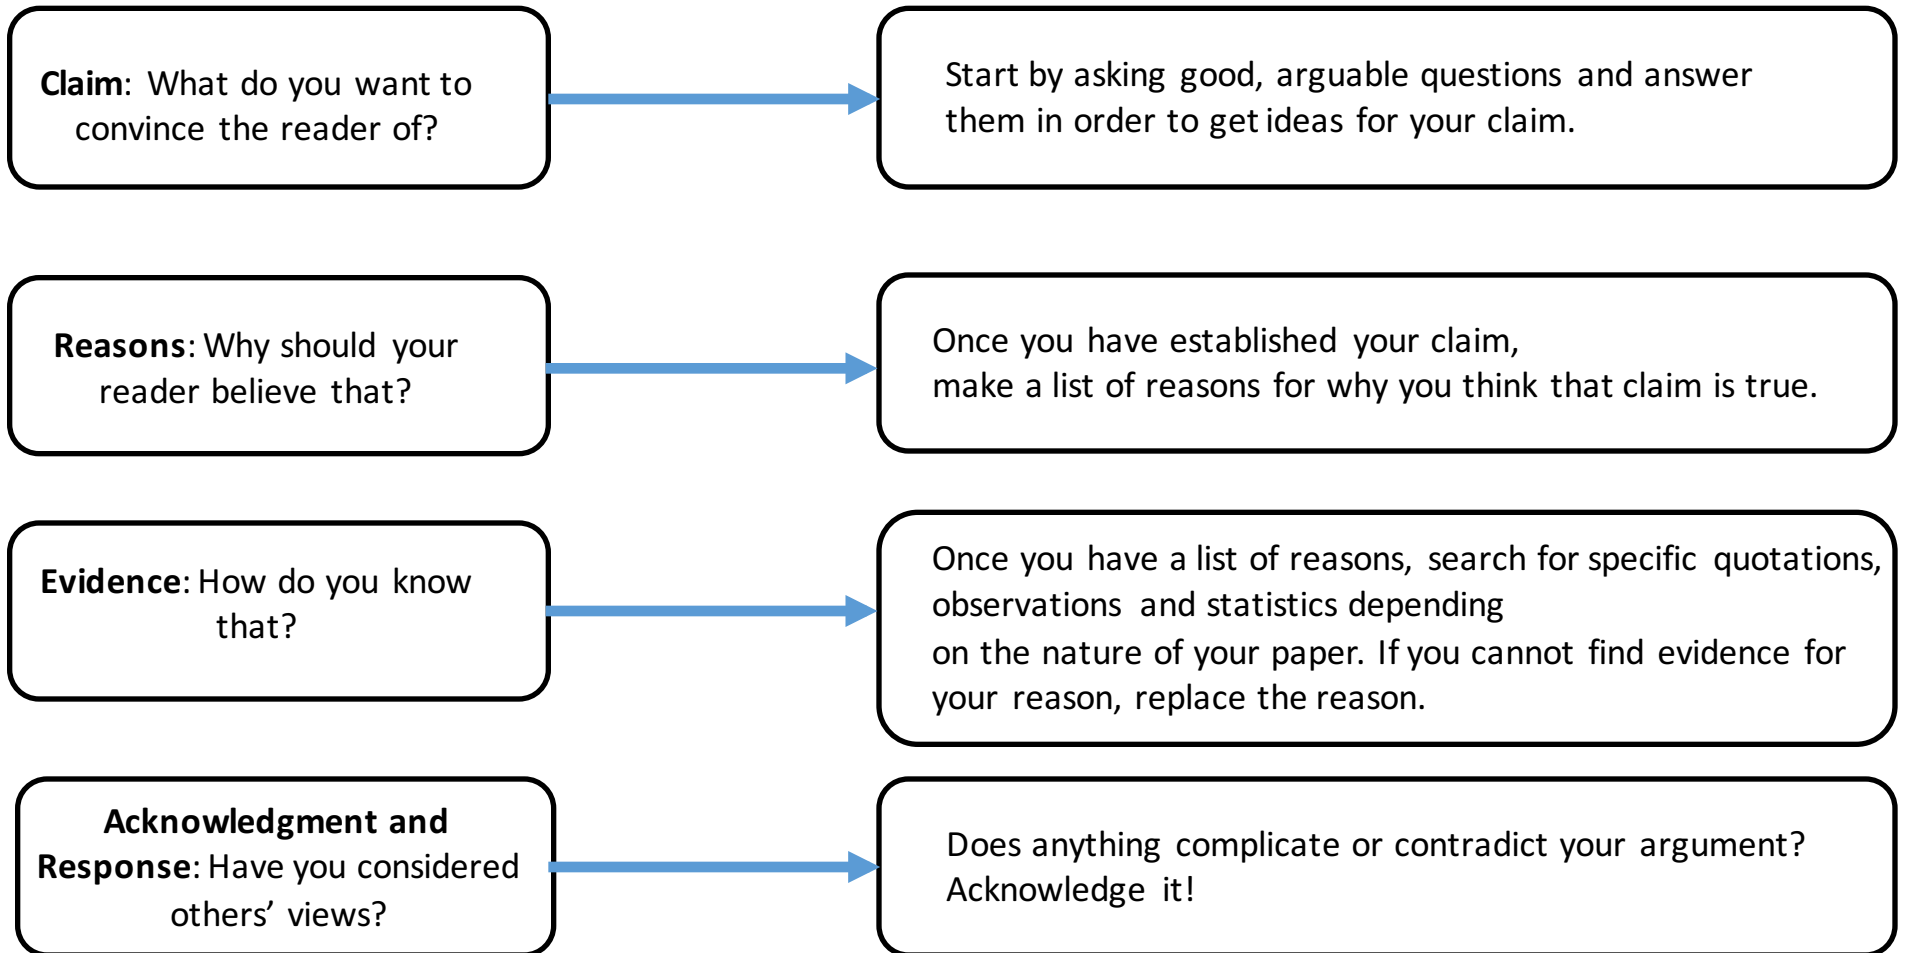 Claim: What do you want to
convince the reader of?
Start by asking good, arguable questions and answer
them in order to get ideas for your claim.
Reasons: Why should your
reader believe that?
Once you have established your claim,
make a list of reasons for why you think that claim is true.
Evidence: How do you know
that?
Once you have a list of reasons, search for specific quotations,
observations and statistics depending
on the nature of your paper. If you cannot find evidence for
your reason, replace the reason.
Acknowledgment and
Response: Have you considered
others’ views?
Does anything complicate or contradict your argument?
Acknowledge it!